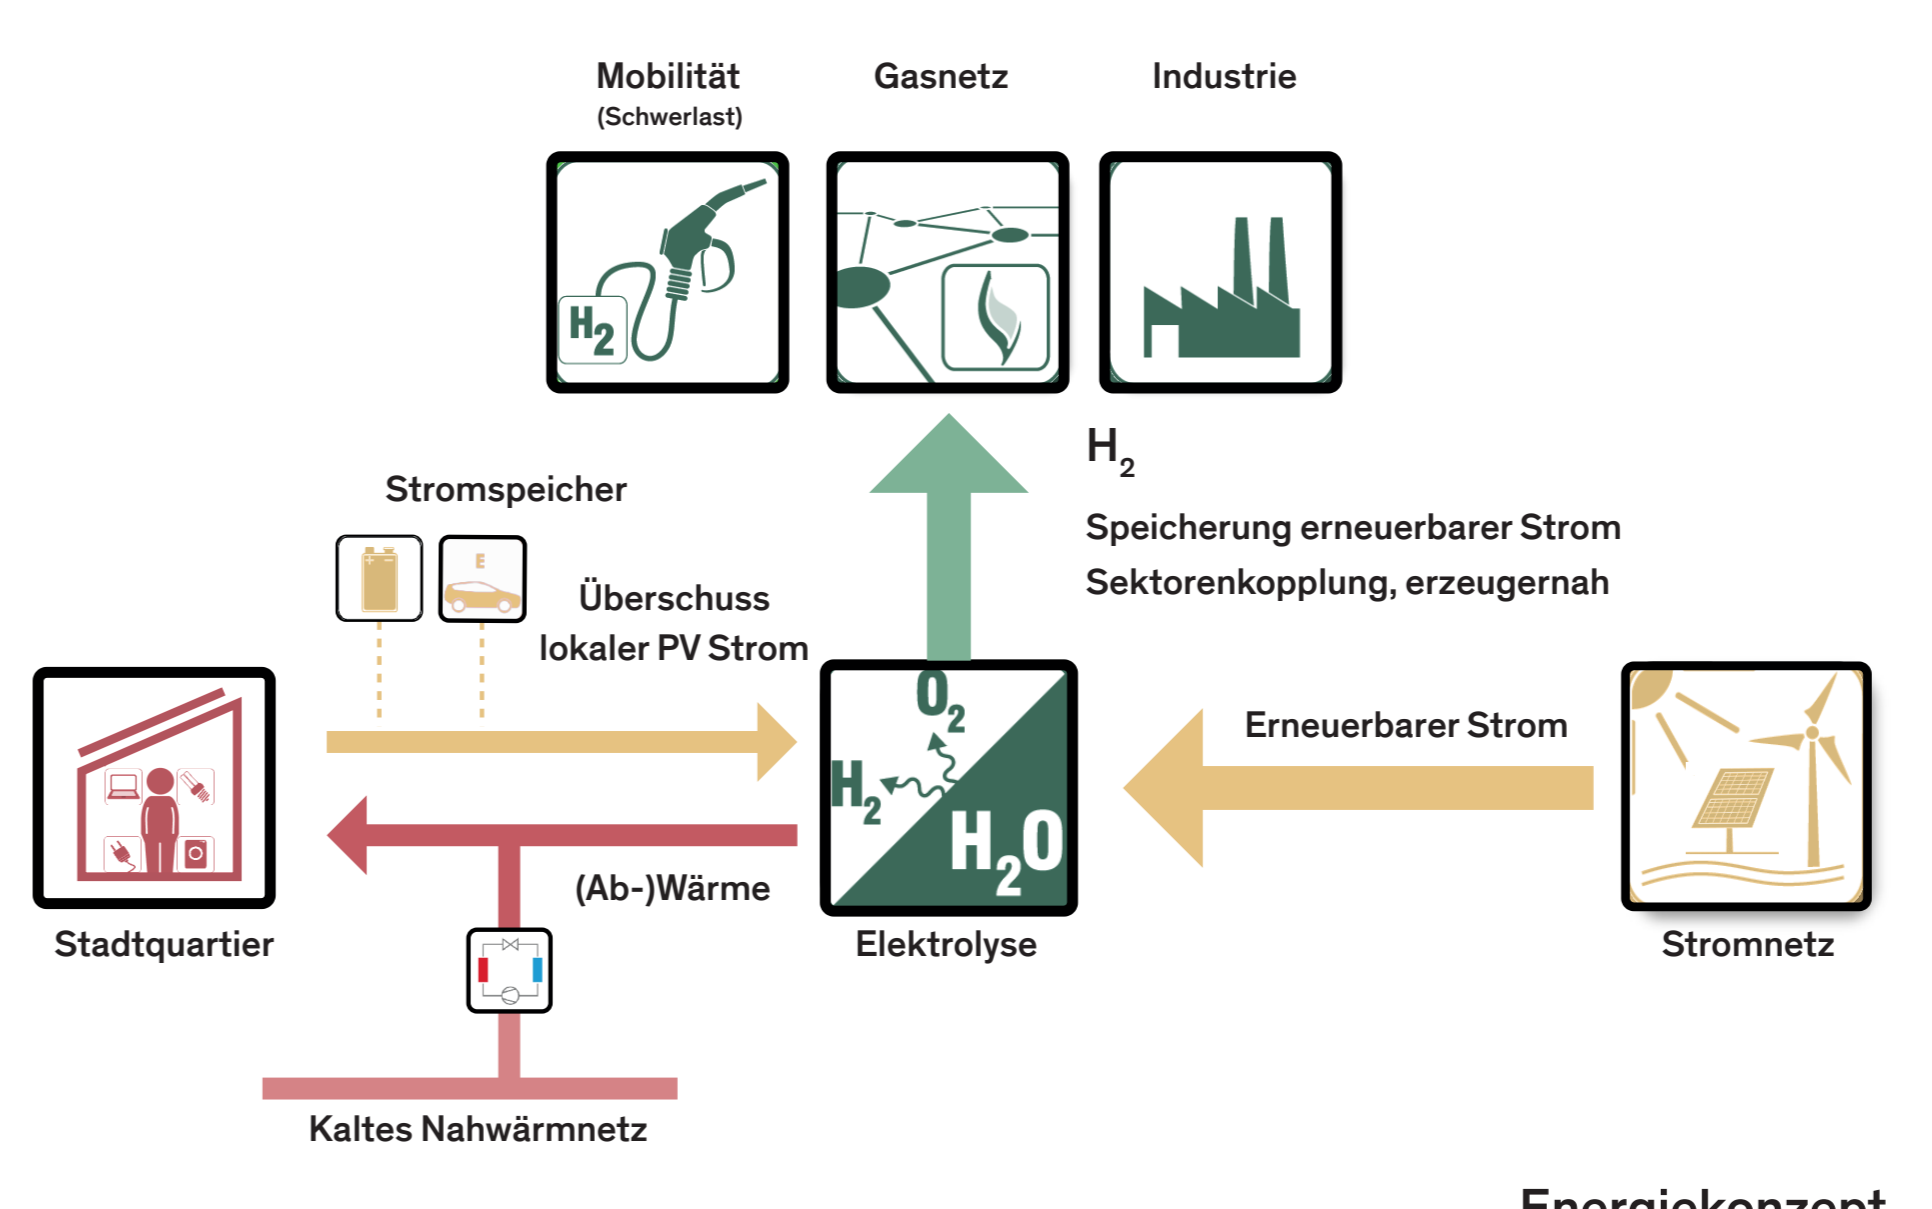 Mobilität
(Schwerlast)
Gasnetz
Industrie
H2
H2
Speicherung erneuerbarer Strom
Sektorenkopplung, erzeugernah
Stromspeicher
+ −
E
Überschuss
lokaler PV Strom
O2
H2
H2O
Erneuerbarer Strom
(Ab-)Wärme
Stadtquartier
Elektrolyse
Stromnetz
Kaltes Nahwärmnetz
Energiekonzept